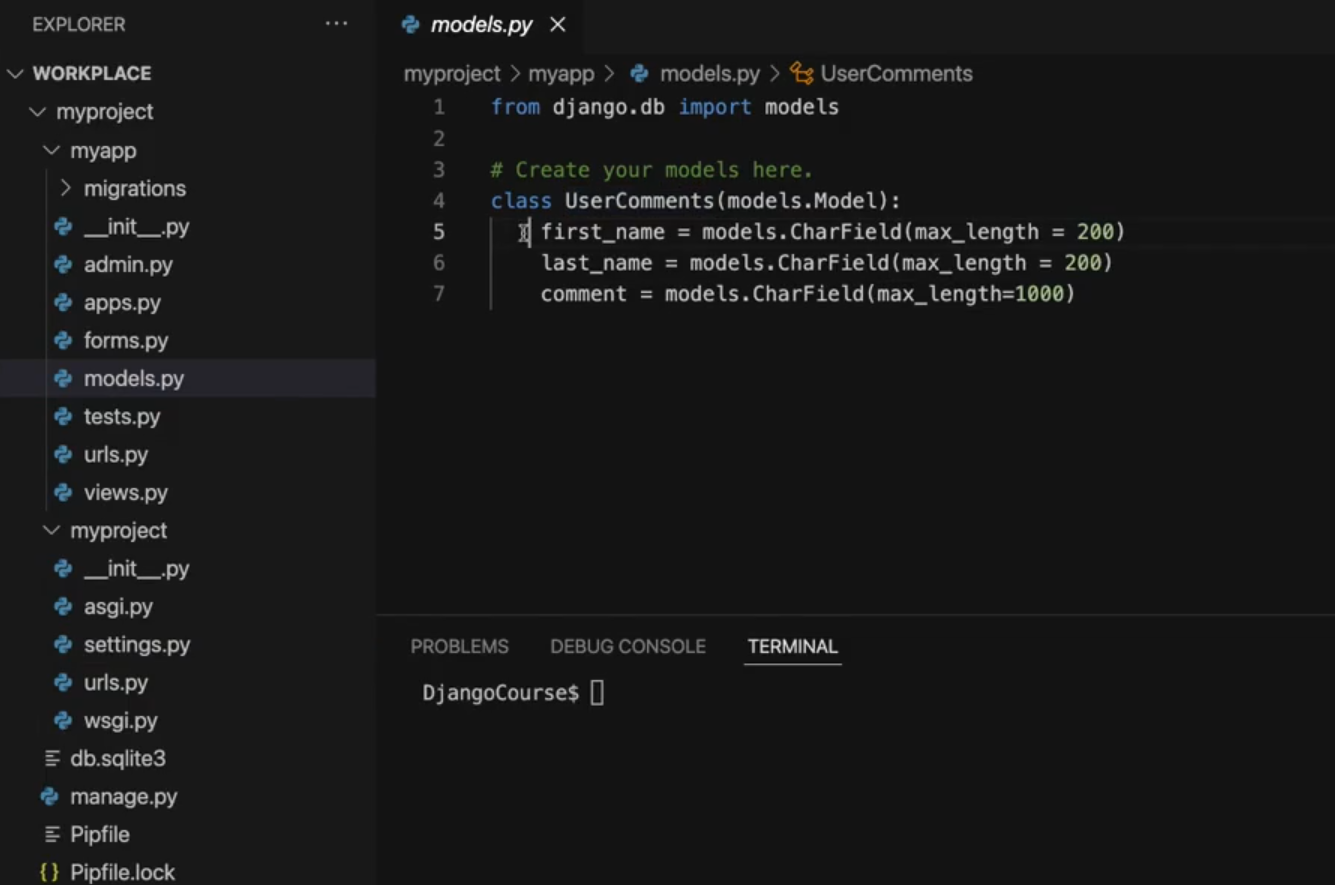 EXPLORER
WORKPLACE
myproject
myapp
migrations
__init__.py
admin.py
apps.py
forms.py
models.py
tests.py
urls.py
views.py
myproject
__init__.py
asgi.py
settings.py
urls.py
wsgi.py
db.sqlite3
manage.py
Pipfile
Pipfile.lock
models.py
myproject > myapp > models.py > UserComments
1 from django.db import models
2
3 # Create your models here.
4 class UserComments(models.Model):
5 first_name = models.CharField(max_length = 200)
6 last_name = models.CharField(max_length = 200)
7 comment = models.CharField(max_length=1000)
PROBLEMS DEBUG CONSOLE TERMINAL
DjangoCourse$